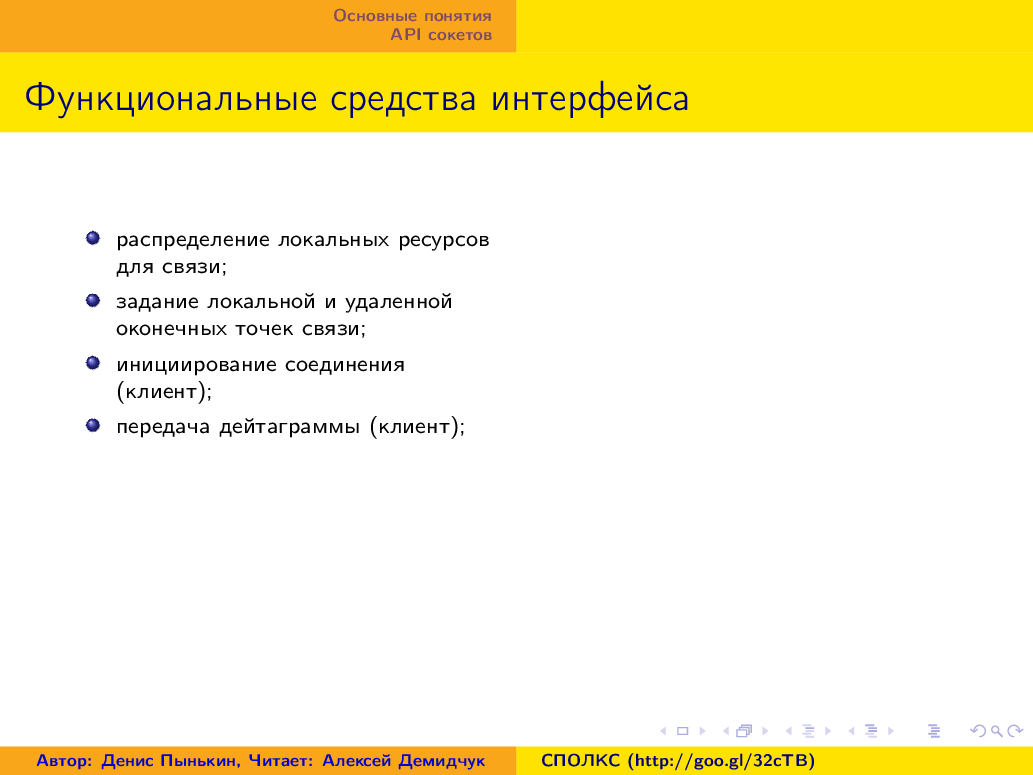 Основные понятия
API сокетов
Функциональные средства интерфейса
распределение локальных ресурсов
для связи;
задание локальной и удаленной
оконечных точек связи;
инициирование соединения
(клиент);
передача дейтаграммы (клиент);
Автор: Денис Пынькин, Читает: Алексей Демидчук
СПОЛКС (http://goo.gl/32cTB)